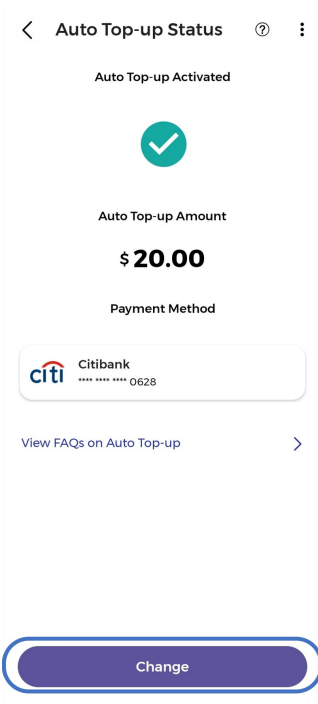 Auto Top-up Status
Auto Top-up Activated
Auto Top-up Amount
$ 20.00
Payment Method
citi
Citibank
**** **** **** 0628
View FAQs on Auto Top-up
Change